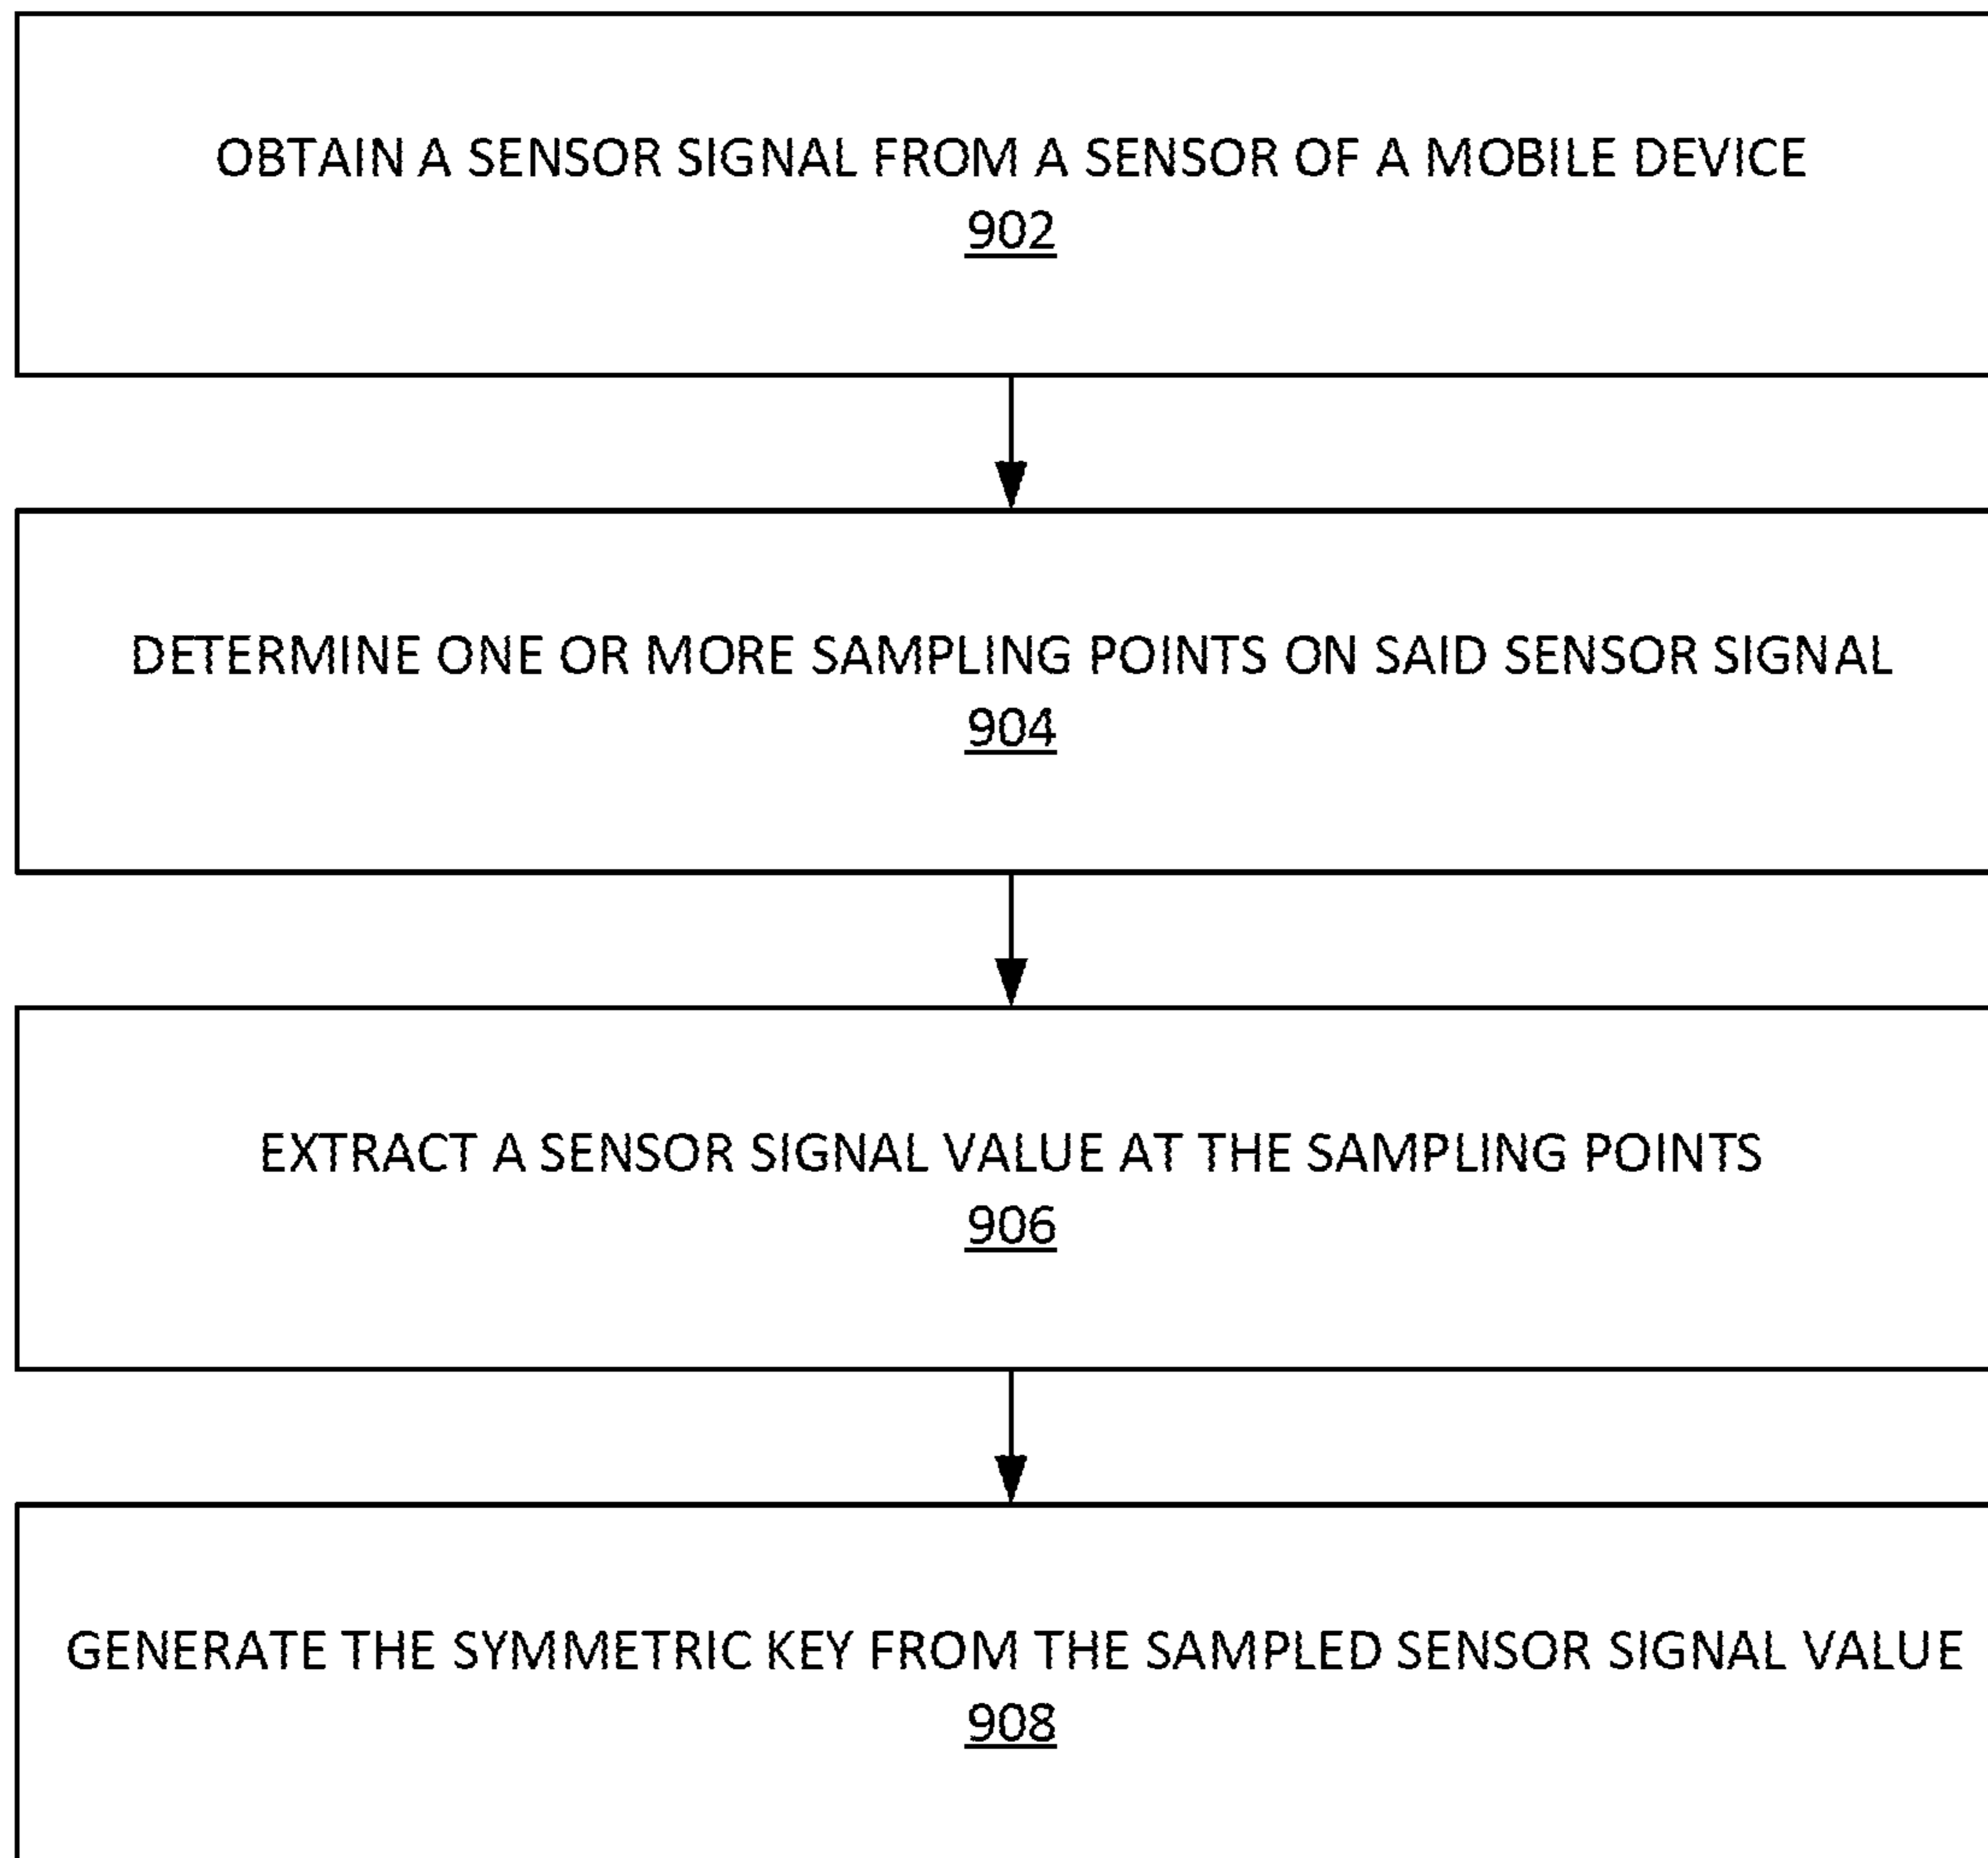 OBTAIN A SENSOR SIGNAL FROM A SENSOR OF A MOBILE DEVICE
902
DETERMINE ONE OR MORE SAMPLING POINTS ON SAID SENSOR SIGNAL
904
EXTRACT A SENSOR SIGNAL VALUE AT THE SAMPLING POINTS
906
GENERATE THE SYMMETRIC KEY FROM THE SAMPLED SENSOR SIGNAL VALUE
908